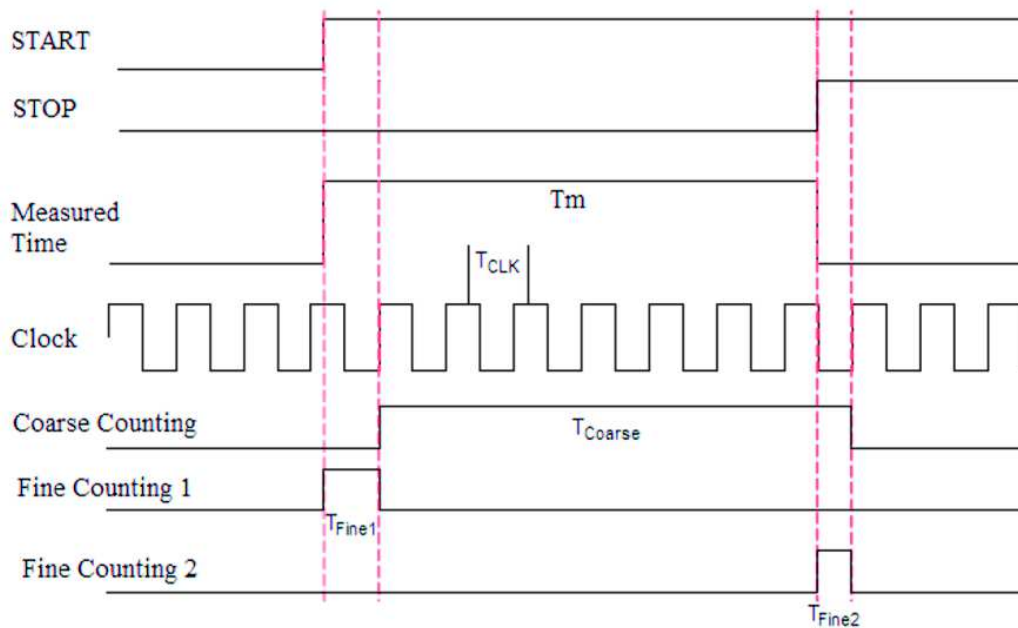 START
STOP
Tm
Measured
Time
TCLK
Clock
Coarse Counting
TCoarse
Fine Counting 1
TFine1
Fine Counting 2
TFine2